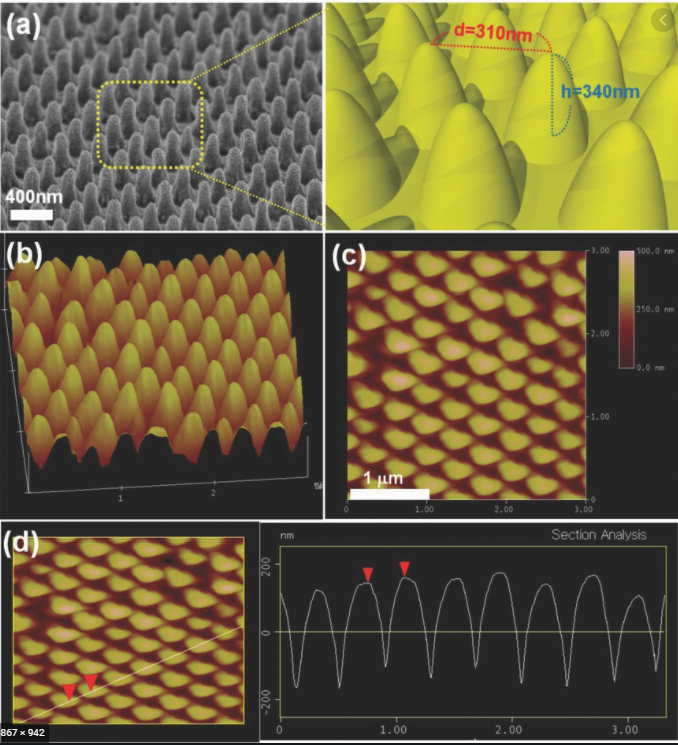 (a)
400nm
d=310nm
h=340nm
(b)
1
2
(c)
3.00
2.00
1.00
0
500.0 nm
250.0 nm
0.0 nm
1 μm
0
1.00
2.00
3.00
(d)
867 × 942
nm
Section Analysis
200
0
-200
0
1.00
2.00
3.00